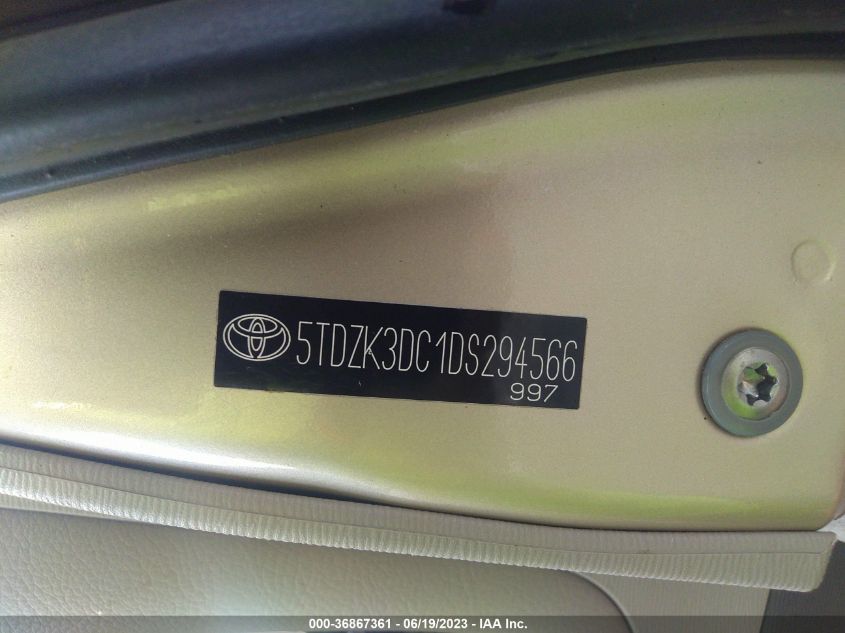 5TDZK3DC1DS294566
997
000-36867361 - 06/19/2023 - IAA Inc.